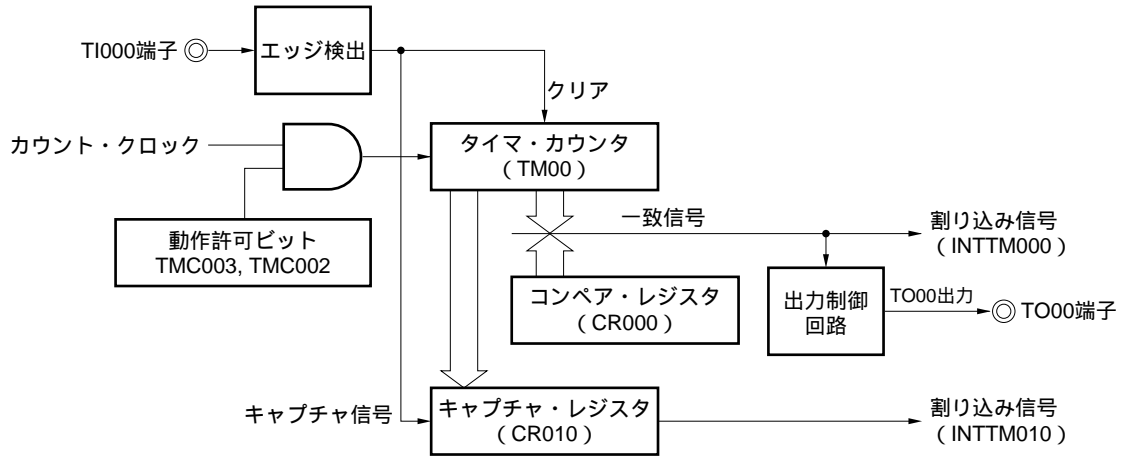 TI000端子
エッジ検出
クリア
カウント・クロック
タイマ・カウンタ
（TM00）
動作許可ビット
TMC003, TMC002
一致信号
割り込み信号
（INTTM000）
コンペア・レジスタ
（CR000）
出力制御
回路
TO00出力
TO00端子
キャプチャ信号
キャプチャ・レジスタ
（CR010）
割り込み信号
（INTTM010）